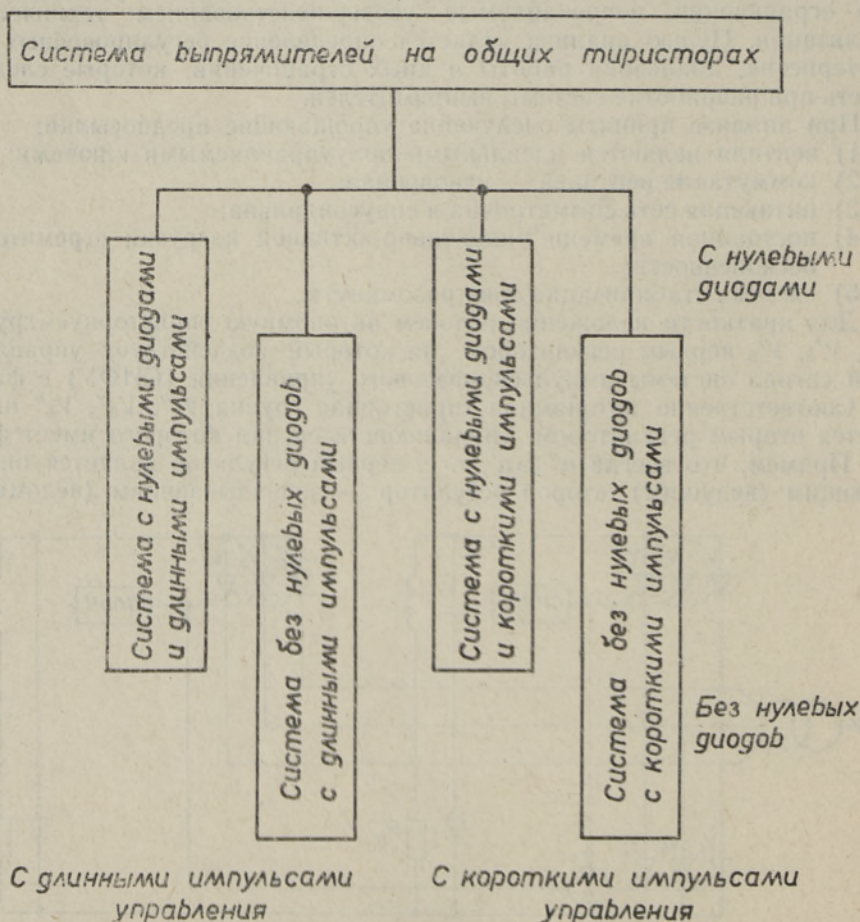 Система выпрямителей на общих тиристорах
С нулевыми
диодами
Система с нулевыми диодами
и длинными импульсами
Система без нулевых диодов
с длинными импульсами
Система с нулевыми диодами
и короткими импульсами
Система без нулевых диодов
с короткими импульсами
Без нулевых
диодов
С длинными импульсами
управления
С короткими импульсами
управления